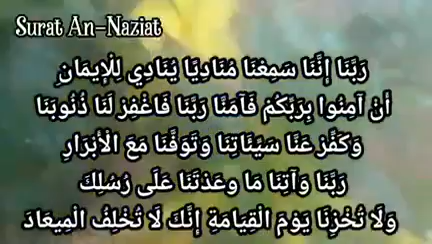 Surat An-Naziat
رَبَّنَا إِنَّنَا سَمِعْنَا مُنَادِيًا يُنَادِي لِلْإِيمَانِ
أَنْ آمِنُوا بِرَبِّكُمْ فَآمَنَّا رَبَّنَا فَاغْفِرْ لَنَا ذُنُوبَنَا
وَكَفِّرْ عَنَّا سَيِّئَاتِنَا وَتَوَفَّنَا مَعَ الْأَبْرَارِ
رَبَّنَا وَآتِنَا مَا وَعَدْتَنَا عَلَى رُسُلِكَ
وَلَا تُخْزِنَا يَوْمَ الْقِيَامَةِ إِنَّكَ لَا تُخْلِفُ الْمِيعَادَ